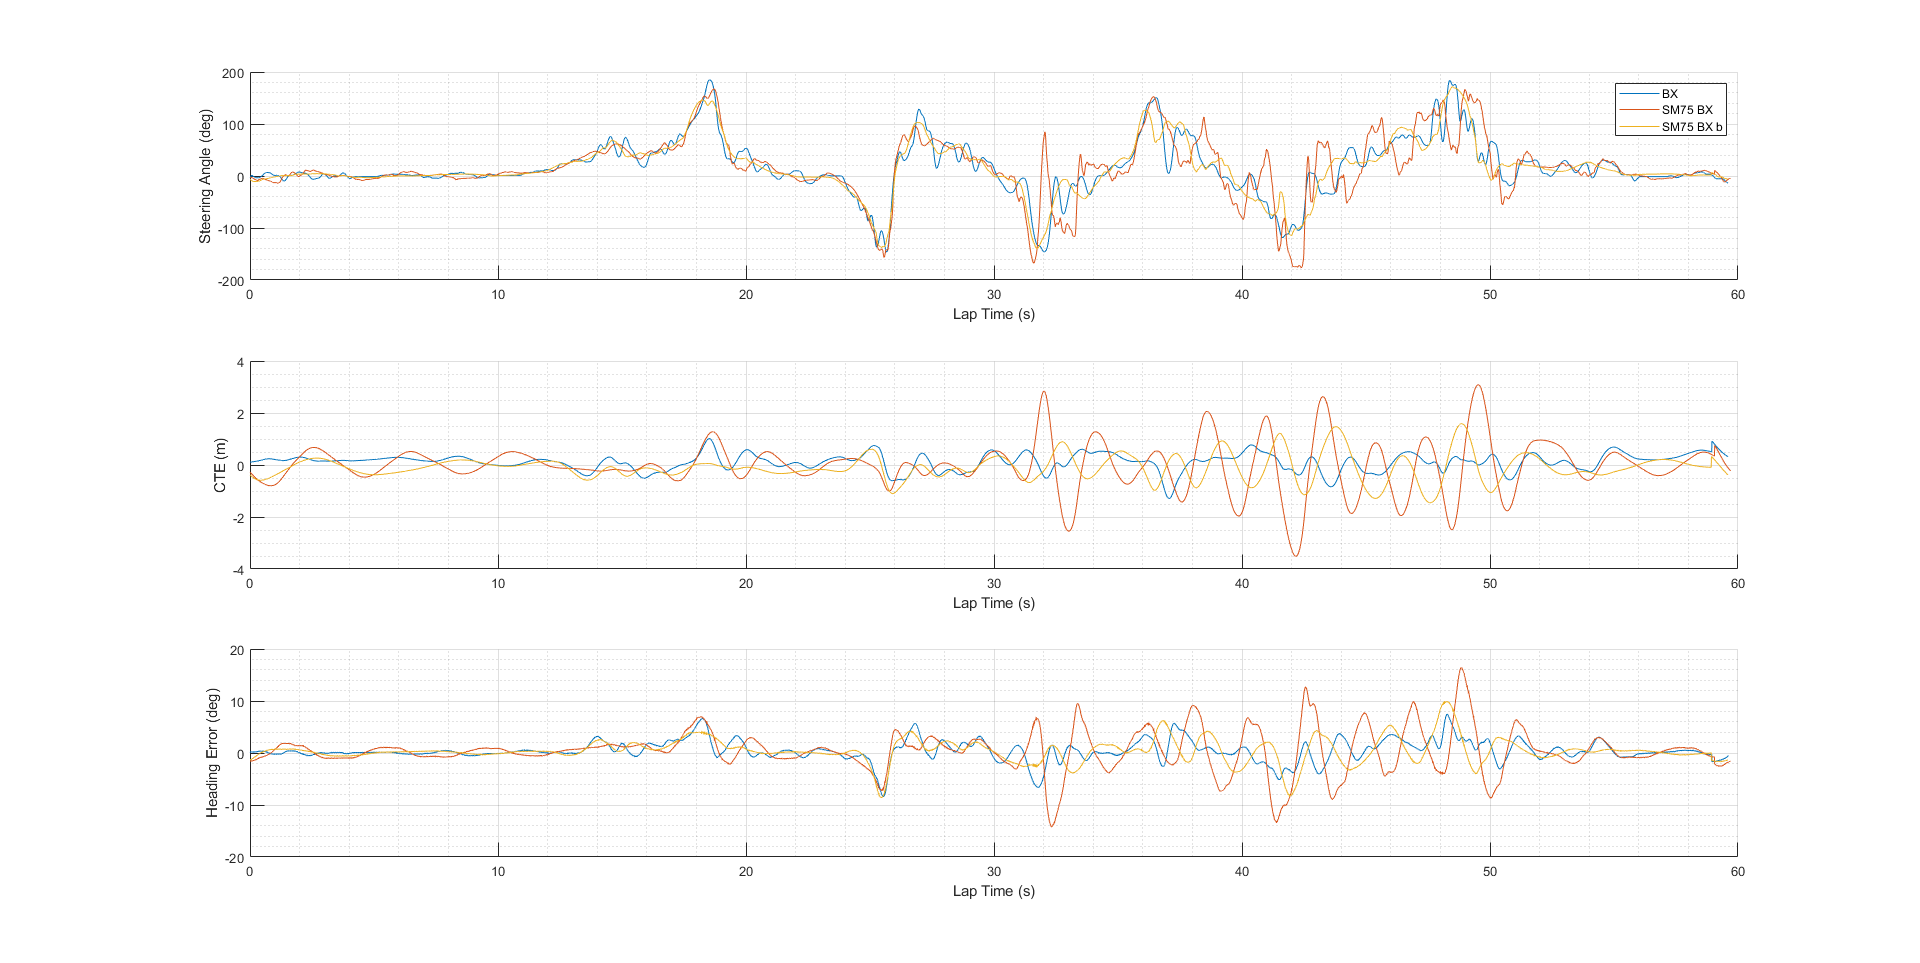 200
100
0
-100
-200
Steering Angle (deg)
BX
SM75 BX
SM75 BX b
0 10 20 30 40 50 60
Lap Time (s)
4
2
0
-2
-4
CTE (m)
0 10 20 30 40 50 60
Lap Time (s)
20
10
0
-10
-20
Heading Error (deg)
0 10 20 30 40 50 60
Lap Time (s)